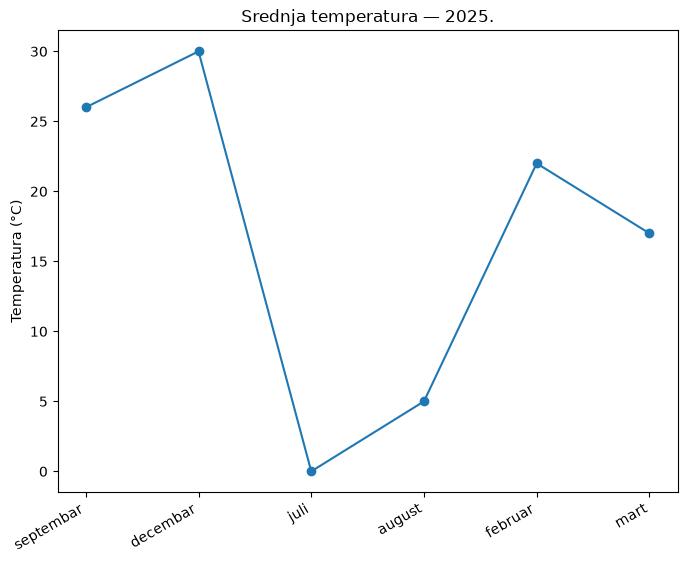 Srednja temperatura — 2025.
Temperatura (°C)
30
25
20
15
10
5
0
septembar
decembar
juli
august
februar
mart